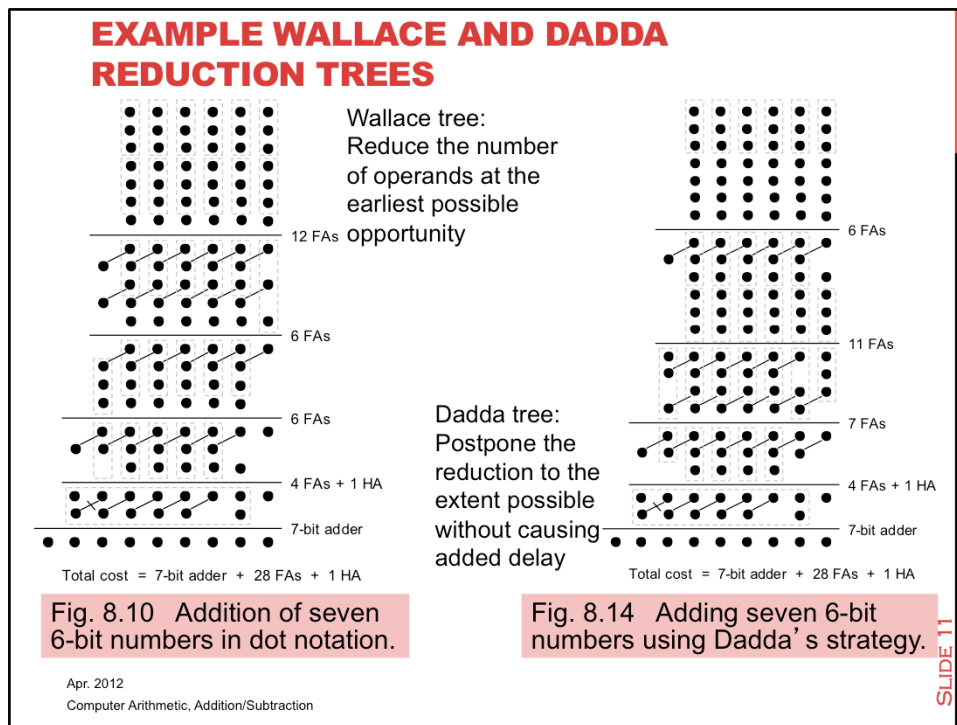 EXAMPLE WALLACE AND DADDA
REDUCTION TREES
Wallace tree:
Reduce the number
of operands at the
earliest possible
opportunity
12 FAs
6 FAs
6 FAs
4 FAs + 1 HA
7-bit adder
Total cost = 7-bit adder + 28 FAs + 1 HA
Fig. 8.10 Addition of seven
6-bit numbers in dot notation.
Dadda tree:
Postpone the
reduction to the
extent possible
without causing
added delay
6 FAs
11 FAs
7 FAs
4 FAs + 1 HA
7-bit adder
Total cost = 7-bit adder + 28 FAs + 1 HA
Fig. 8.14 Adding seven 6-bit
numbers using Dadda’s strategy.
Apr. 2012
Computer Arithmetic, Addition/Subtraction
SLIDE 11